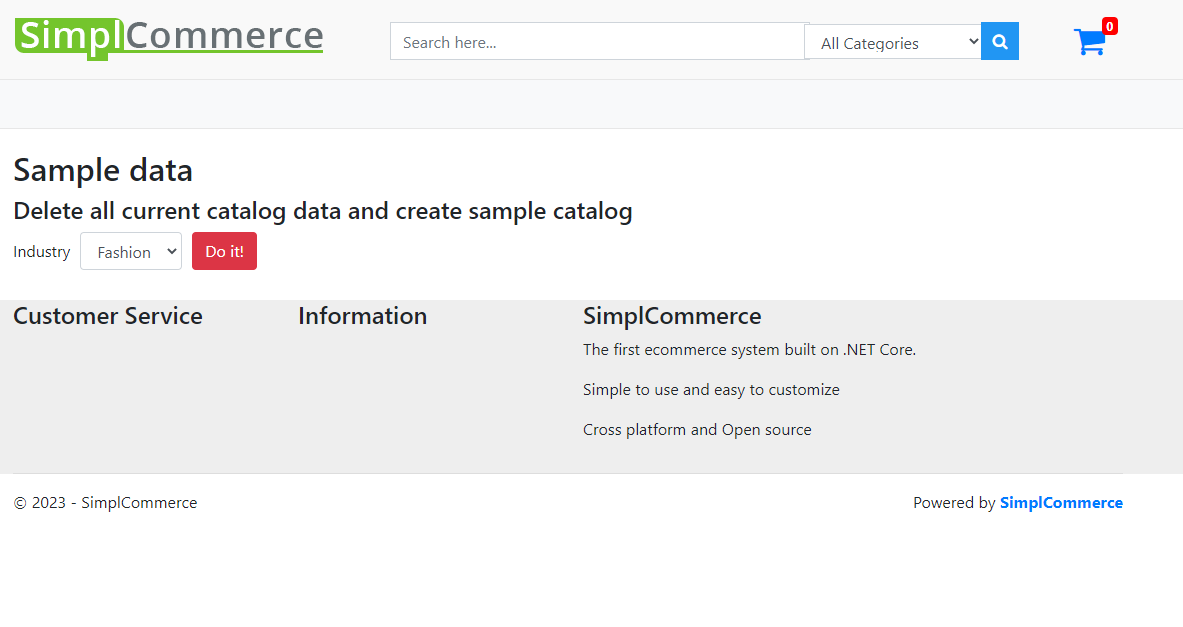 SimplCommerce
Search here...
All Categories
0
Sample data
Delete all current catalog data and create sample catalog
Industry
Fashion
Do it!
Customer Service
Information
SimplCommerce
The first ecommerce system built on .NET Core.
Simple to use and easy to customize
Cross platform and Open source
© 2023 - SimplCommerce
Powered by SimplCommerce